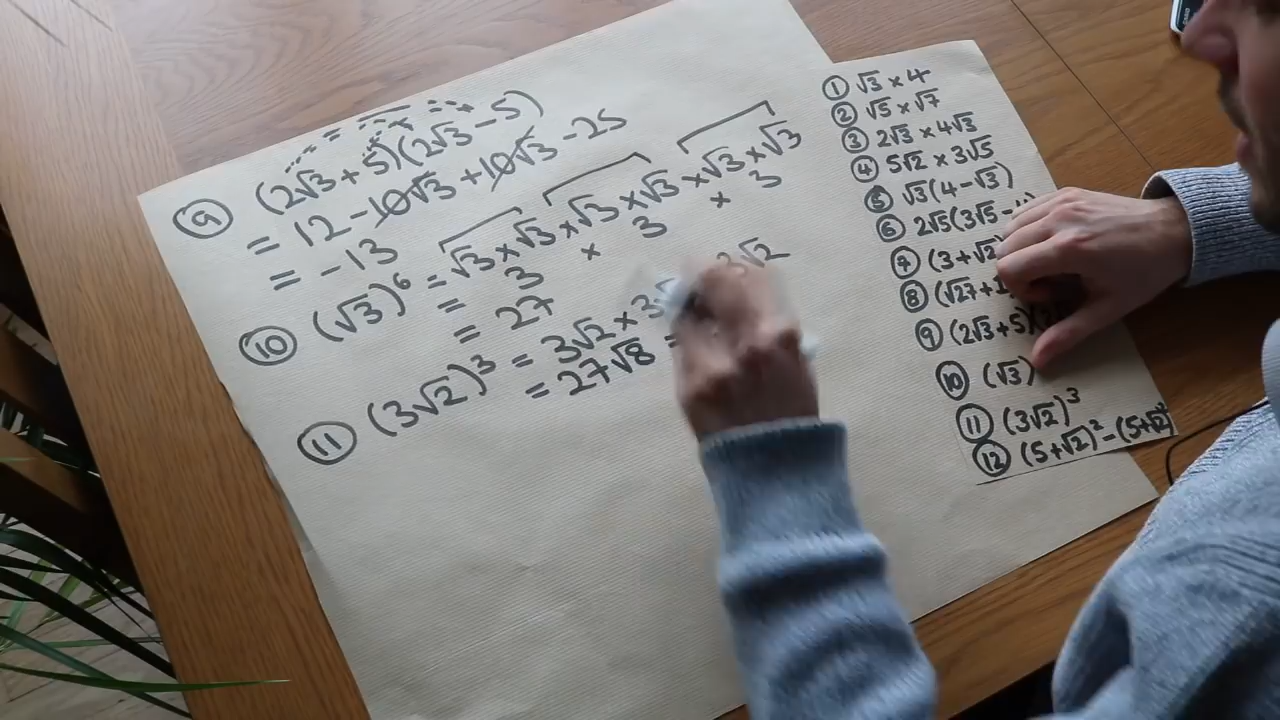 ⑨ (2√3+5)(2√3-5)
= 12 - 10√3 + 10√3 - 25
= -13
⑩ (√3)⁶ = √3 × √3 × √3 × √3 × √3 × √3
= 3 × 3 × 3
= 27
⑪ (3√2)³ = 3√2 × 3√2
= 27√8 =
① √3 × 4
② √5 × √7
③ 2√3 × 4√3
④ 5√2 × 3√5
⑤ √3(4-√3)
⑥ 2√5(3√5-
⑦ (3+√2
⑧ (√27+
⑨ (2√3+5)(
⑩ (√3)
⑪ (3√2)³
⑫ (5+√2)²-(5+√2)